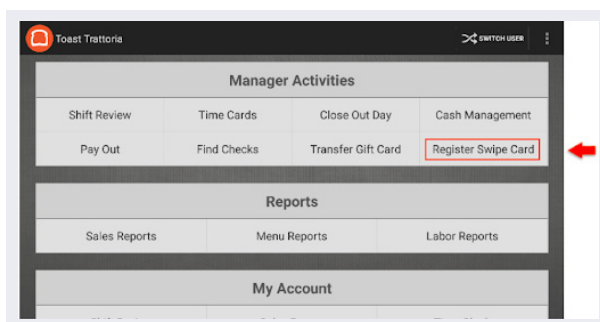 Toast Trattoria SWITCH USER
Manager Activities
Shift Review Time Cards Close Out Day Cash Management
Pay Out Find Checks Transfer Gift Card Register Swipe Card
Reports
Sales Reports Menu Reports Labor Reports
My Account